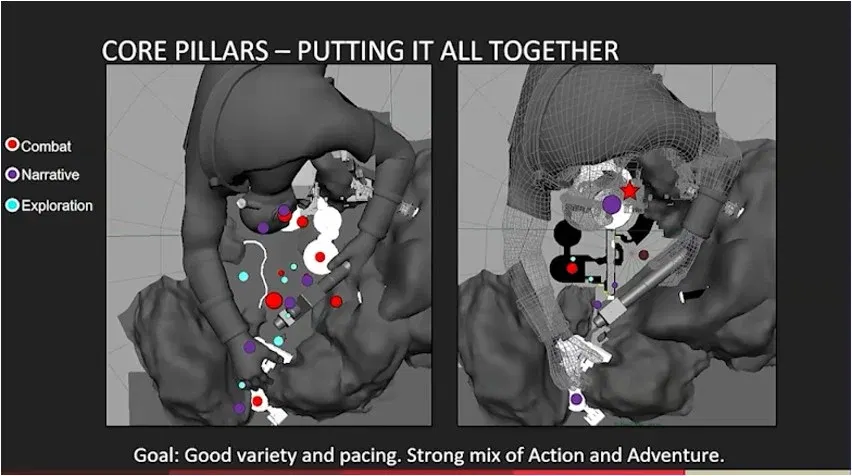 CORE PILLARS – PUTTING IT ALL TOGETHER
Combat
Narrative
Exploration
Goal: Good variety and pacing. Strong mix of Action and Adventure.